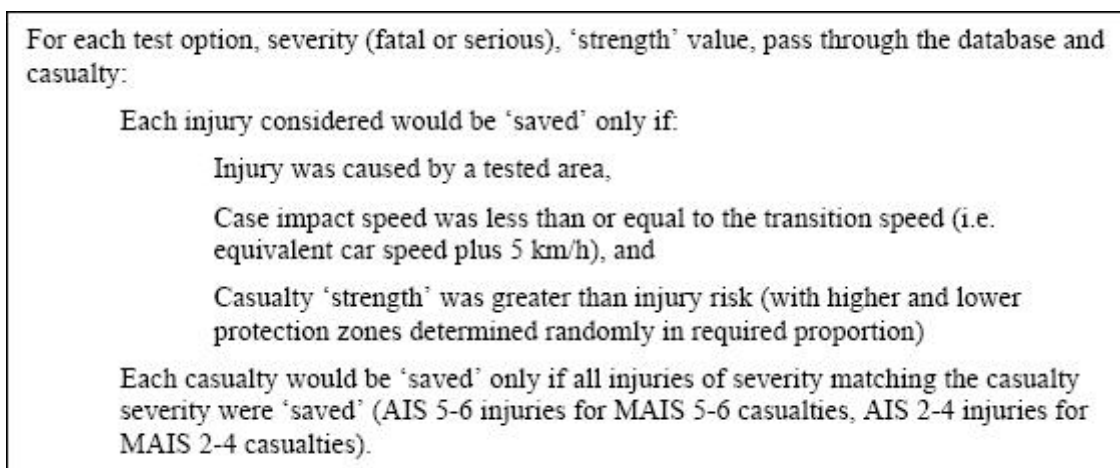 For each test option, severity (fatal or serious), ‘strength’ value, pass through the database and
casualty:
Each injury considered would be ‘saved’ only if:
Injury was caused by a tested area,
Case impact speed was less than or equal to the transition speed (i.e.
equivalent car speed plus 5 km/h), and
Casualty ‘strength’ was greater than injury risk (with higher and lower
protection zones determined randomly in required proportion)
Each casualty would be ‘saved’ only if all injuries of severity matching the casualty
severity were ‘saved’ (AIS 5-6 injuries for MAIS 5-6 casualties, AIS 2-4 injuries for
MAIS 2-4 casualties).